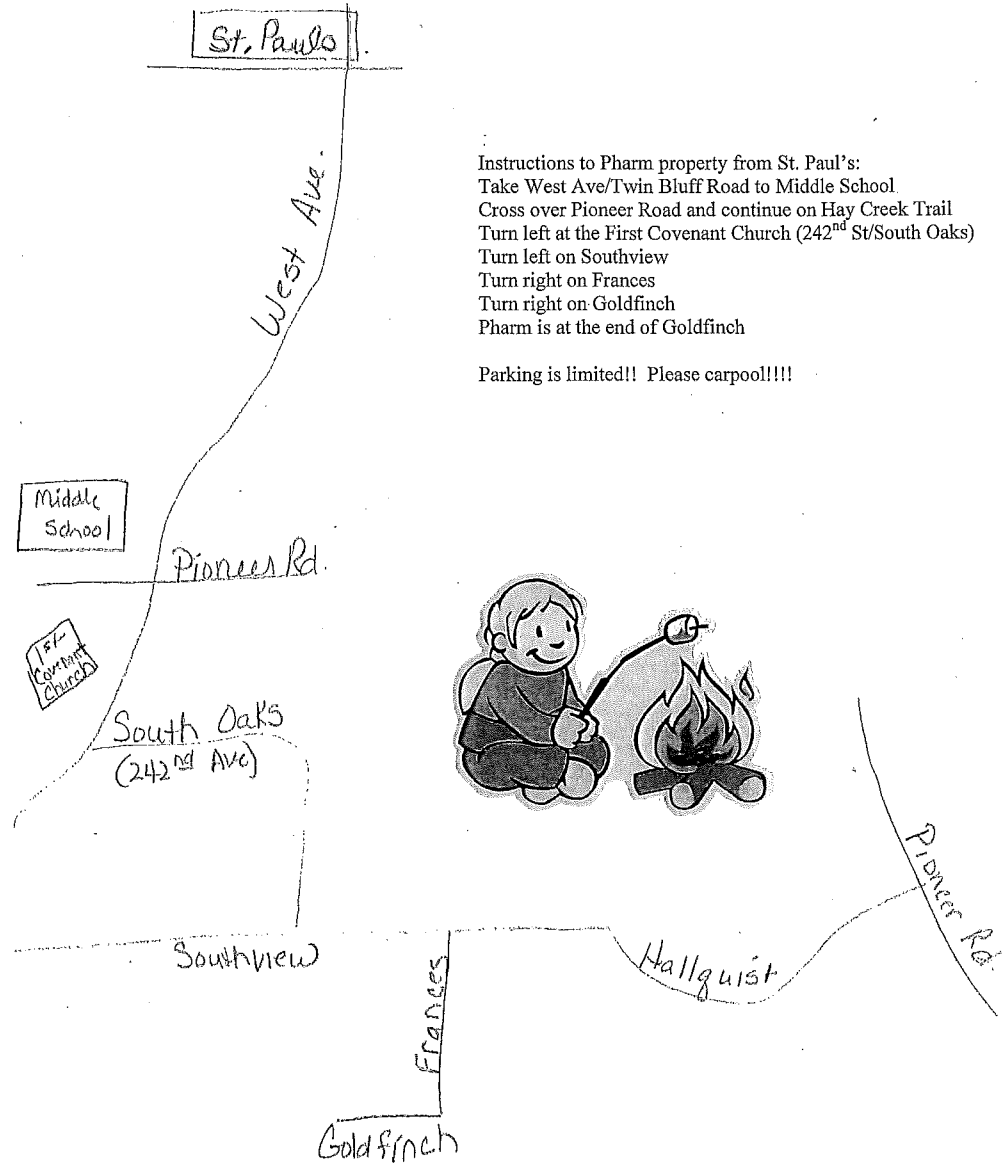 St. Pauls
West Ave.
Instructions to Pharm property from St. Paul's:
Take West Ave/Twin Bluff Road to Middle School
Cross over Pioneer Road and continue on Hay Creek Trail
Turn left at the First Covenant Church (242nd St/South Oaks)
Turn left on Southview
Turn right on Frances
Turn right on Goldfinch
Pharm is at the end of Goldfinch
Parking is limited!! Please carpool!!!!
Middle
School
Pioneer Rd.
1st
Covenant
Church
South Oaks
(242nd Ave)
Pioneer Rd.
Southview
Hallquist
Frances
Goldfinch